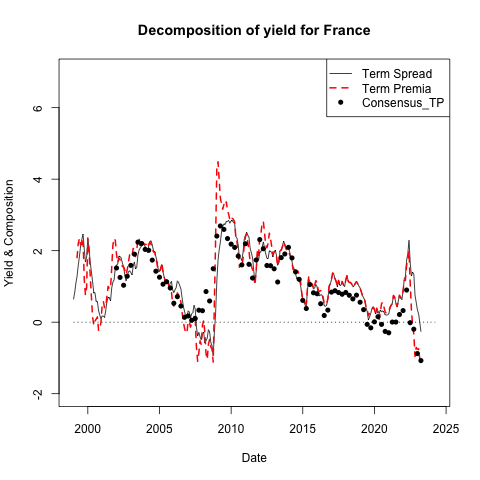 Decomposition of yield for France
Term Spread
Term Premia
Consensus_TP
Yield & Composition
6
4
2
0
-2
2000 2005 2010 2015 2020 2025
Date